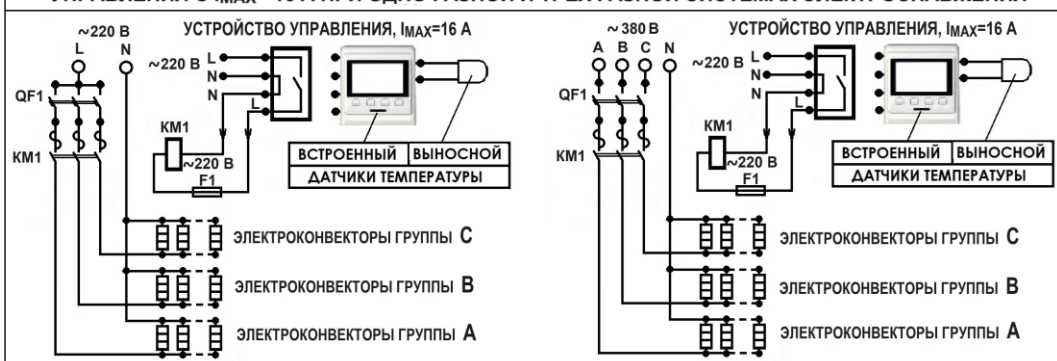 ~220 В
L N
QF1
KM1
УСТРОЙСТВО УПРАВЛЕНИЯ, IMAX=16 А
~220 В
L
N
N
L
KM1
~220 В
F1
ВСТРОЕННЫЙ ВЫНОСНОЙ
ДАТЧИКИ ТЕМПЕРАТУРЫ
ЭЛЕКТРОКОНВЕКТОРЫ ГРУППЫ C
ЭЛЕКТРОКОНВЕКТОРЫ ГРУППЫ B
ЭЛЕКТРОКОНВЕКТОРЫ ГРУППЫ A
~ 380 В
A B C N
QF1
KM1
УСТРОЙСТВО УПРАВЛЕНИЯ, IMAX=16 А
~220 В
L
N
N
L
KM1
~220 В
F1
ВСТРОЕННЫЙ ВЫНОСНОЙ
ДАТЧИКИ ТЕМПЕРАТУРЫ
ЭЛЕКТРОКОНВЕКТОРЫ ГРУППЫ C
ЭЛЕКТРОКОНВЕКТОРЫ ГРУППЫ B
ЭЛЕКТРОКОНВЕКТОРЫ ГРУППЫ A